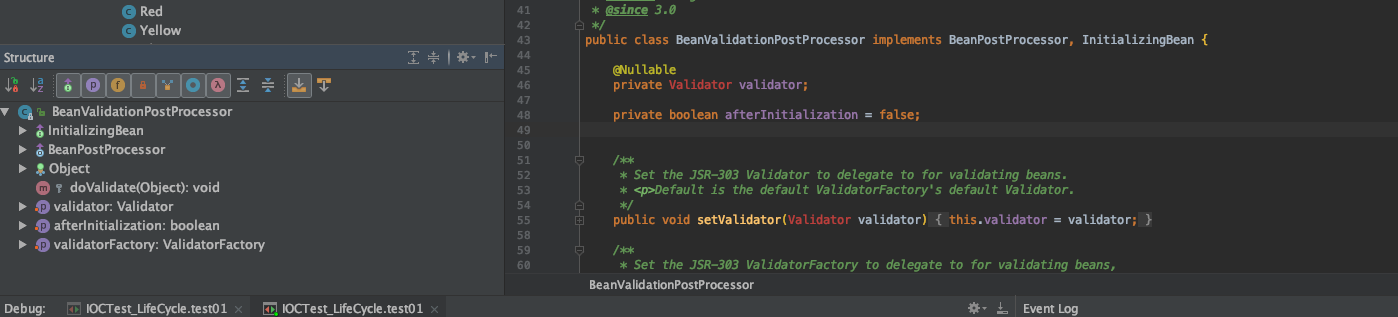 Red
Yellow
Structure
BeanValidationPostProcessor
InitializingBean
BeanPostProcessor
Object
doValidate(Object): void
validator: Validator
afterInitialization: boolean
validatorFactory: ValidatorFactory
41 * @since 3.0
42 */
43 public class BeanValidationPostProcessor implements BeanPostProcessor, InitializingBean {
44
45 @Nullable
46 private Validator validator;
47
48 private boolean afterInitialization = false;
49
50
51 /**
52 * Set the JSR-303 Validator to delegate to for validating beans.
53 * <p>Default is the default ValidatorFactory's default Validator.
54 */
55 public void setValidator(Validator validator) { this.validator = validator; }
58
59 /**
60 * Set the JSR-303 ValidatorFactory to delegate to for validating beans,
BeanValidationPostProcessor
Debug: IOCTest_LifeCycle.test01 × IOCTest_LifeCycle.test01 × Event Log